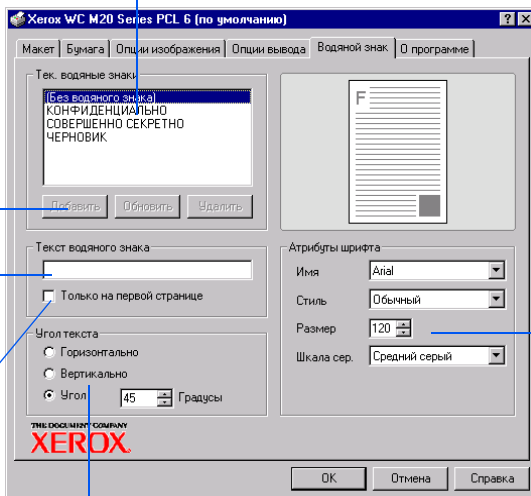 Xerox WC M20 Series PCL 6 (по умолчанию)
Макет Бумага Опции изображения Опции вывода Водяной знак О программе
Тек. водяные знаки
(Без водяного знака)
КОНФИДЕНЦИАЛЬНО
СОВЕРШЕННО СЕКРЕТНО
ЧЕРНОВИК
Добавить Обновить Удалить
F
Текст водяного знака
Только на первой странице
Угол текста
Горизонтально
Вертикально
Угол 45 Градусы
Атрибуты шрифта
Имя Arial
Стиль Обычный
Размер 120
Шкала сер. Средний серый
THE DOCUMENT COMPANY
XEROX
OK Отмена Справка